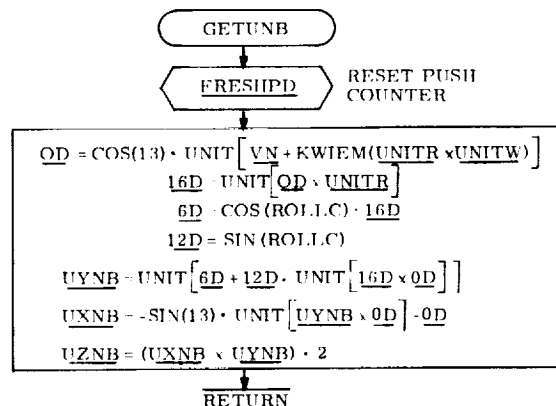 GETUNB
FRESHPD
RESET PUSH
COUNTER
0D = COS(13) · UNIT[VN + KWIEM(UNITR x UNITW)]
16D = UNIT[0D x UNITR]
6D = COS(ROLLC) · 16D
12D = SIN(ROLLC)
UYNB = UNIT[6D + 12D · UNIT[16D x 0D]]
UXNB = -SIN(13) · UNIT[UYNB x 0D] - 0D
UZNB = (UXNB x UYNB) · 2
RETURN